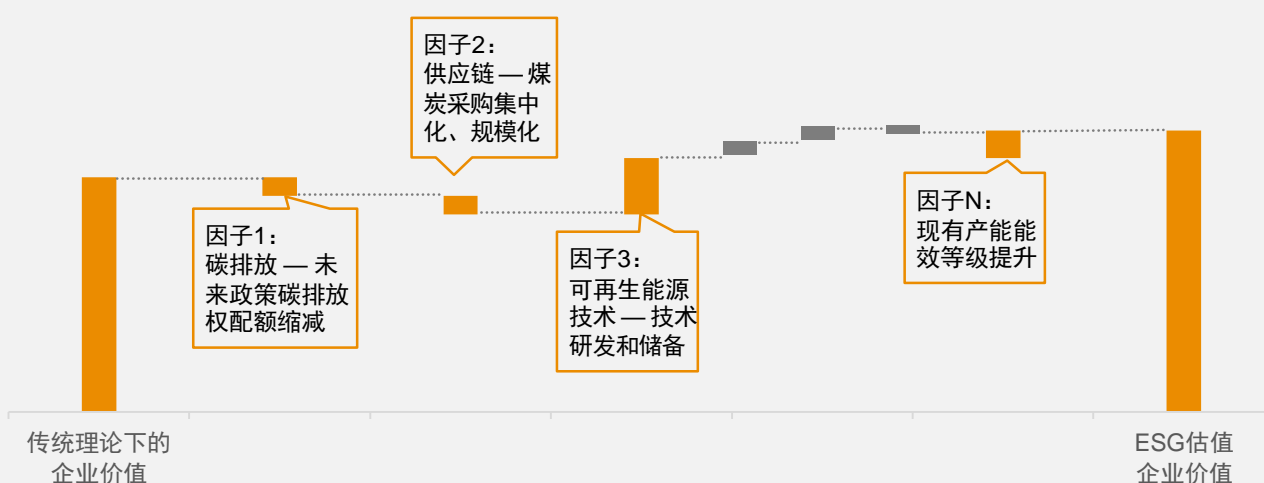 因子2：
供应链 — 煤
炭采购集中
化、规模化
因子1：
碳排放 — 未
来政策碳排放
权配额缩减
因子3：
可再生能源
技术 — 技术
研发和储备
因子N：
现有产能能
效等级提升
传统理论下的
企业价值
ESG估值
企业价值